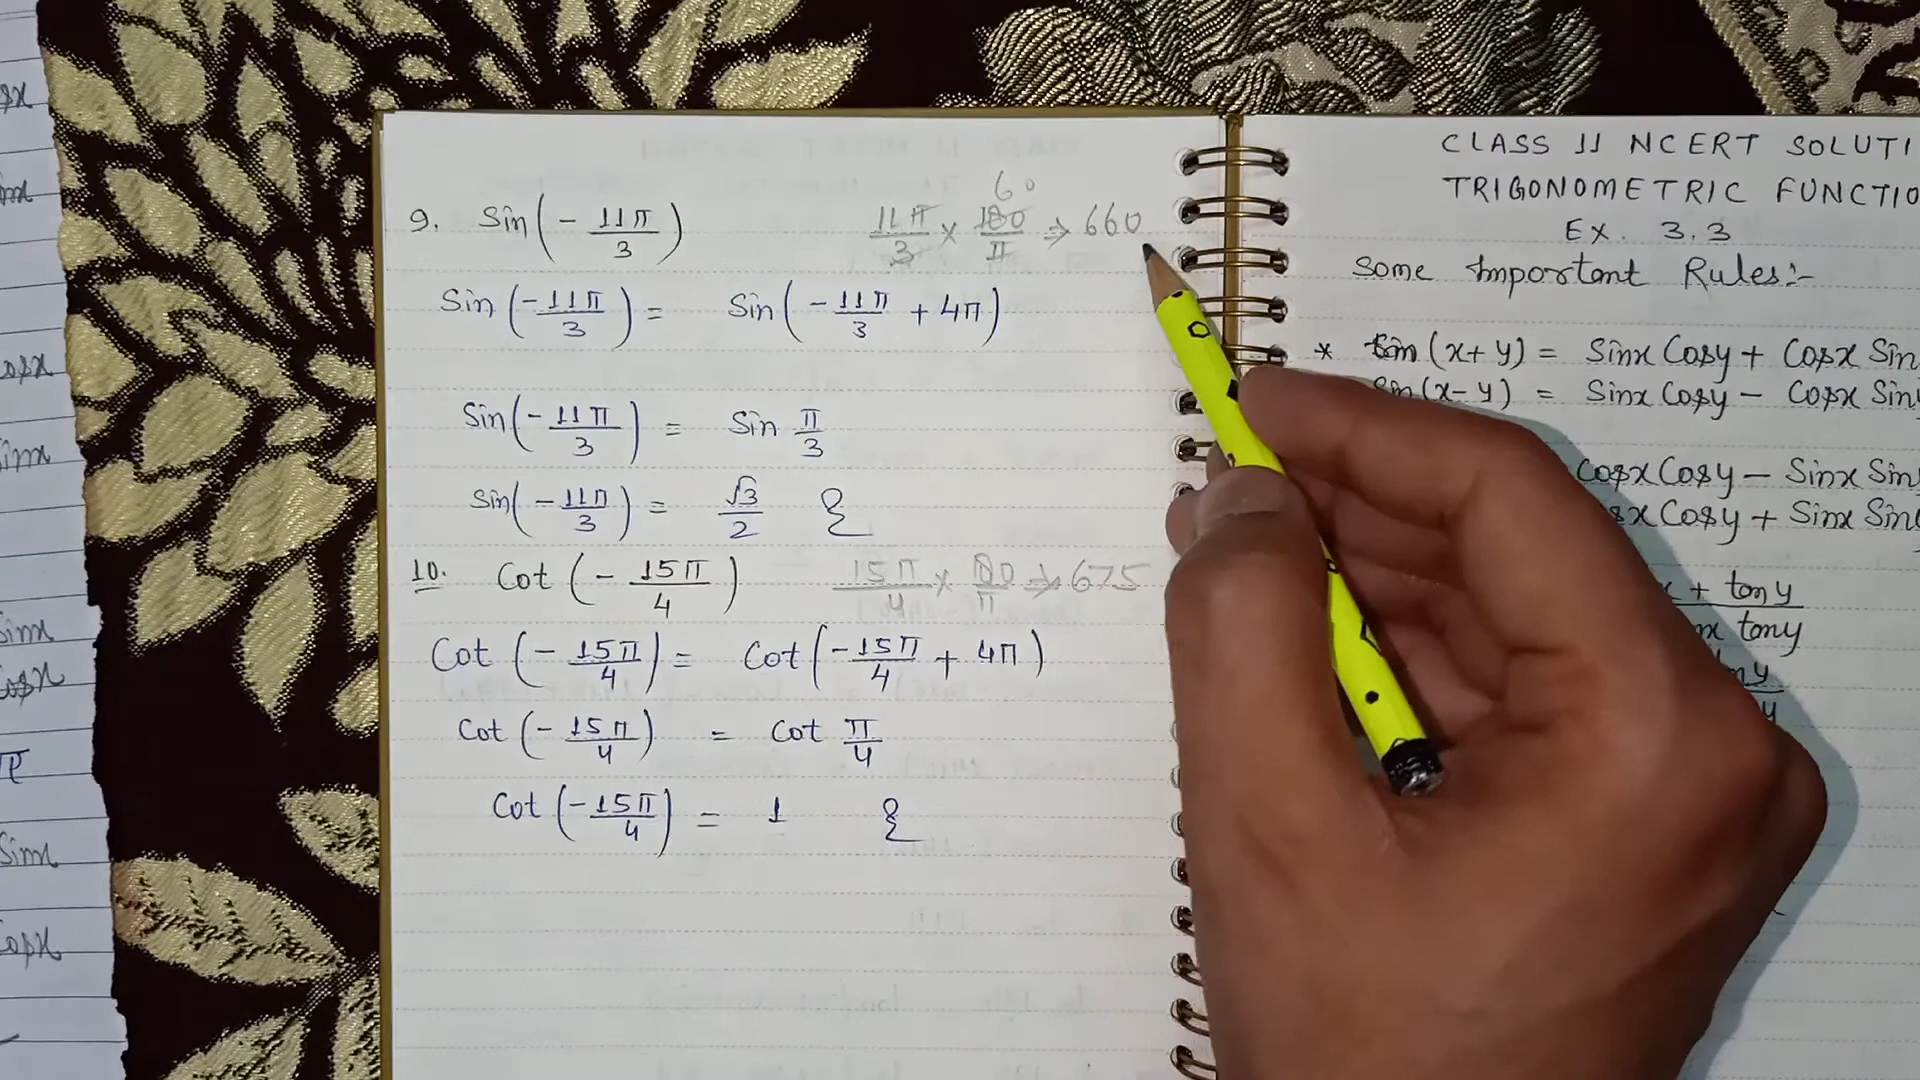 9. Sin(- 11π/3) 11π/3 × 180/π ⇒ 660
60
Sin(-11π/3) = Sin(-11π/3 + 4π)
Sin(-11π/3) = Sin π/3
Sin(-11π/3) = √3/2
10. Cot(- 15π/4) 15π/4 × 180/π ⇒ 675
Cot(-15π/4) = Cot(-15π/4 + 4π)
Cot(-15π/4) = Cot π/4
Cot(-15π/4) = 1
CLASS 11 NCERT SOLUTI
TRIGONOMETRIC FUNCTIO
EX. 3.3
Some Important Rules:-
* (x+y) = Sinx Cosy + Cosx Sin
Sin(x-y) = Sinx Cosy - Cosx Sin
Cosx Cosy - Sinx Sin
Cosy + Sinx Sin
+ tany
tany